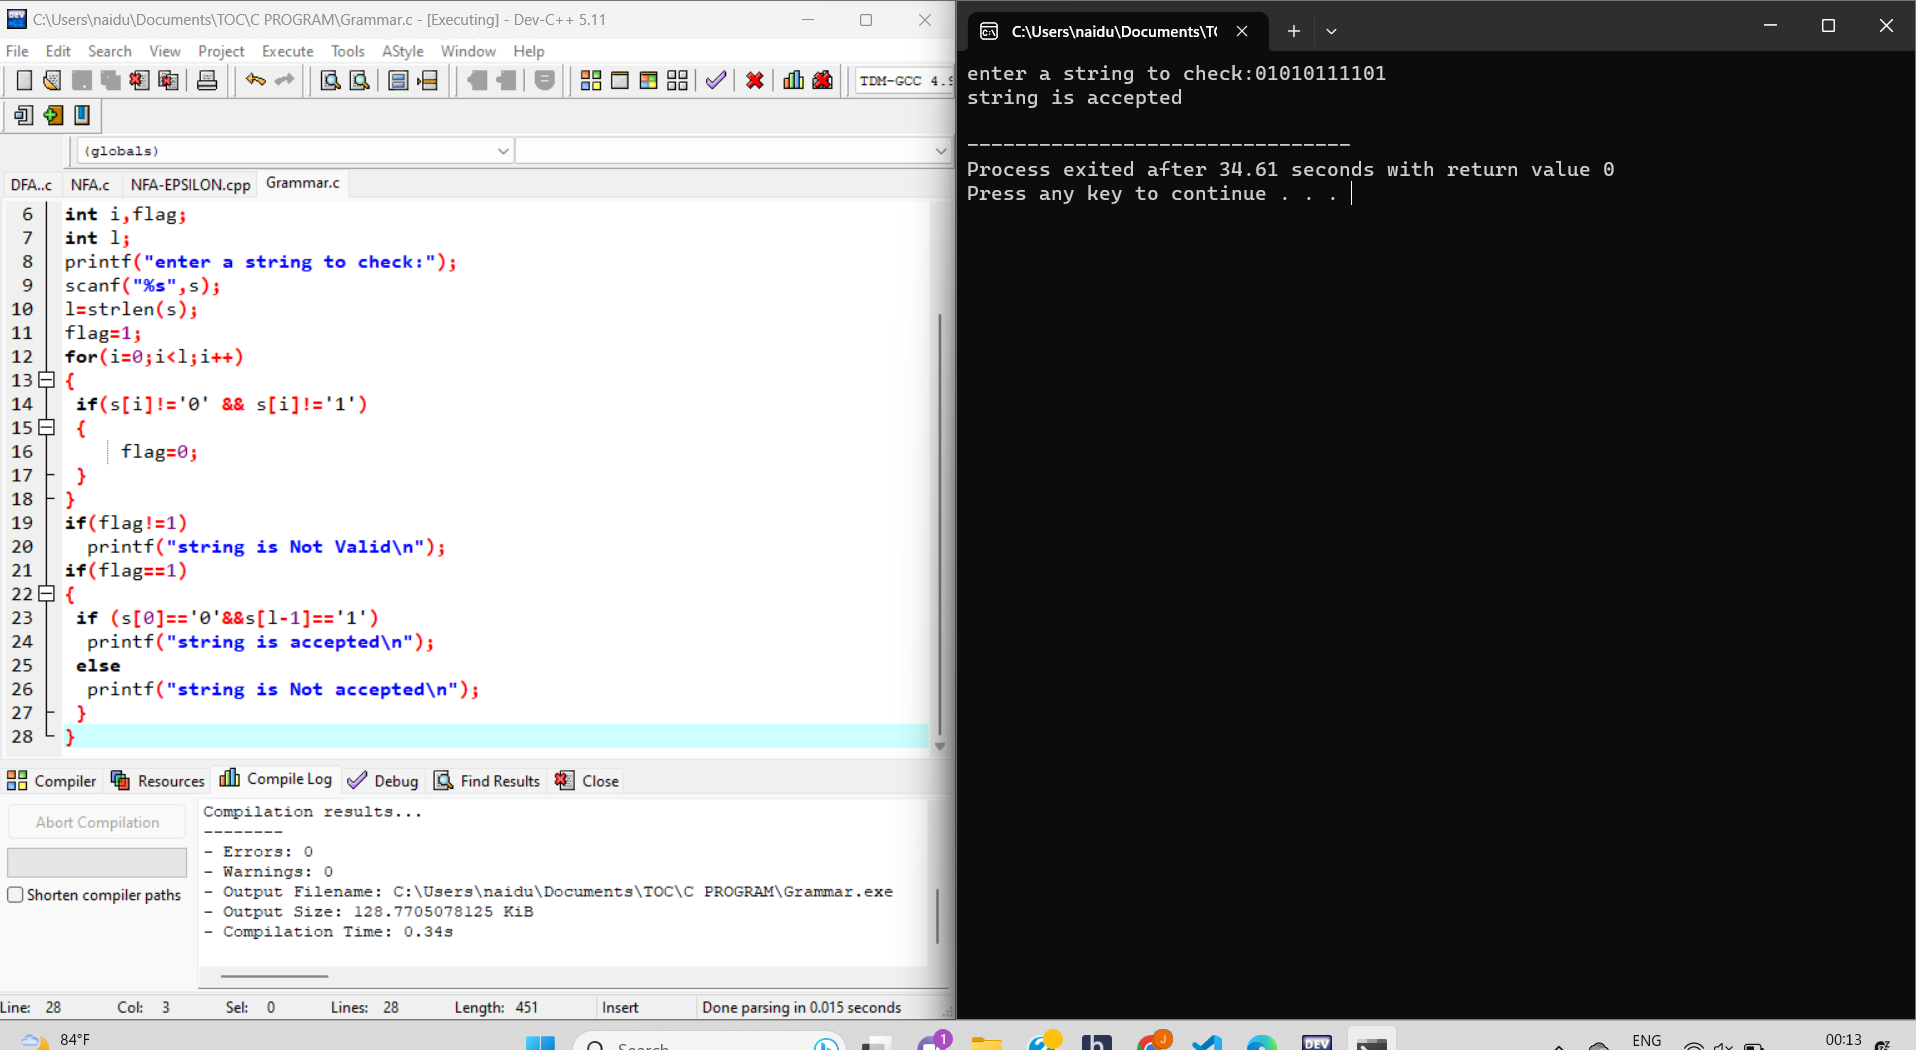 C:\Users\naidu\Documents\TOC\C PROGRAM\Grammar.c - [Executing] - Dev-C++ 5.11
File Edit Search View Project Execute Tools AStyle Window Help
TDM-GCC 4.9
(globals)
DFA..c NFA.c NFA-EPSILON.cpp Grammar.c
6 int i,flag;
7 int l;
8 printf("enter a string to check:");
9 scanf("%s",s);
10 l=strlen(s);
11 flag=1;
12 for(i=0;i<l;i++)
13 {
14 if(s[i]!='0' && s[i]!='1')
15 {
16 flag=0;
17 }
18 }
19 if(flag!=1)
20 printf("string is Not Valid\n");
21 if(flag==1)
22 {
23 if (s[0]=='0'&&s[l-1]=='1')
24 printf("string is accepted\n");
25 else
26 printf("string is Not accepted\n");
27 }
28 }
Compiler Resources Compile Log Debug Find Results Close
Abort Compilation
Shorten compiler paths
Compilation results...
--------
- Errors: 0
- Warnings: 0
- Output Filename: C:\Users\naidu\Documents\TOC\C PROGRAM\Grammar.exe
- Output Size: 128.7705078125 KiB
- Compilation Time: 0.34s
Line: 28 Col: 3 Sel: 0 Lines: 28 Length: 451 Insert Done parsing in 0.015 seconds
C:\Users\naidu\Documents\T
enter a string to check:01010111101
string is accepted
--------------------------------
Process exited after 34.61 seconds with return value 0
Press any key to continue . . .
84°F
Search
1
J
DEV
ENG
00:13